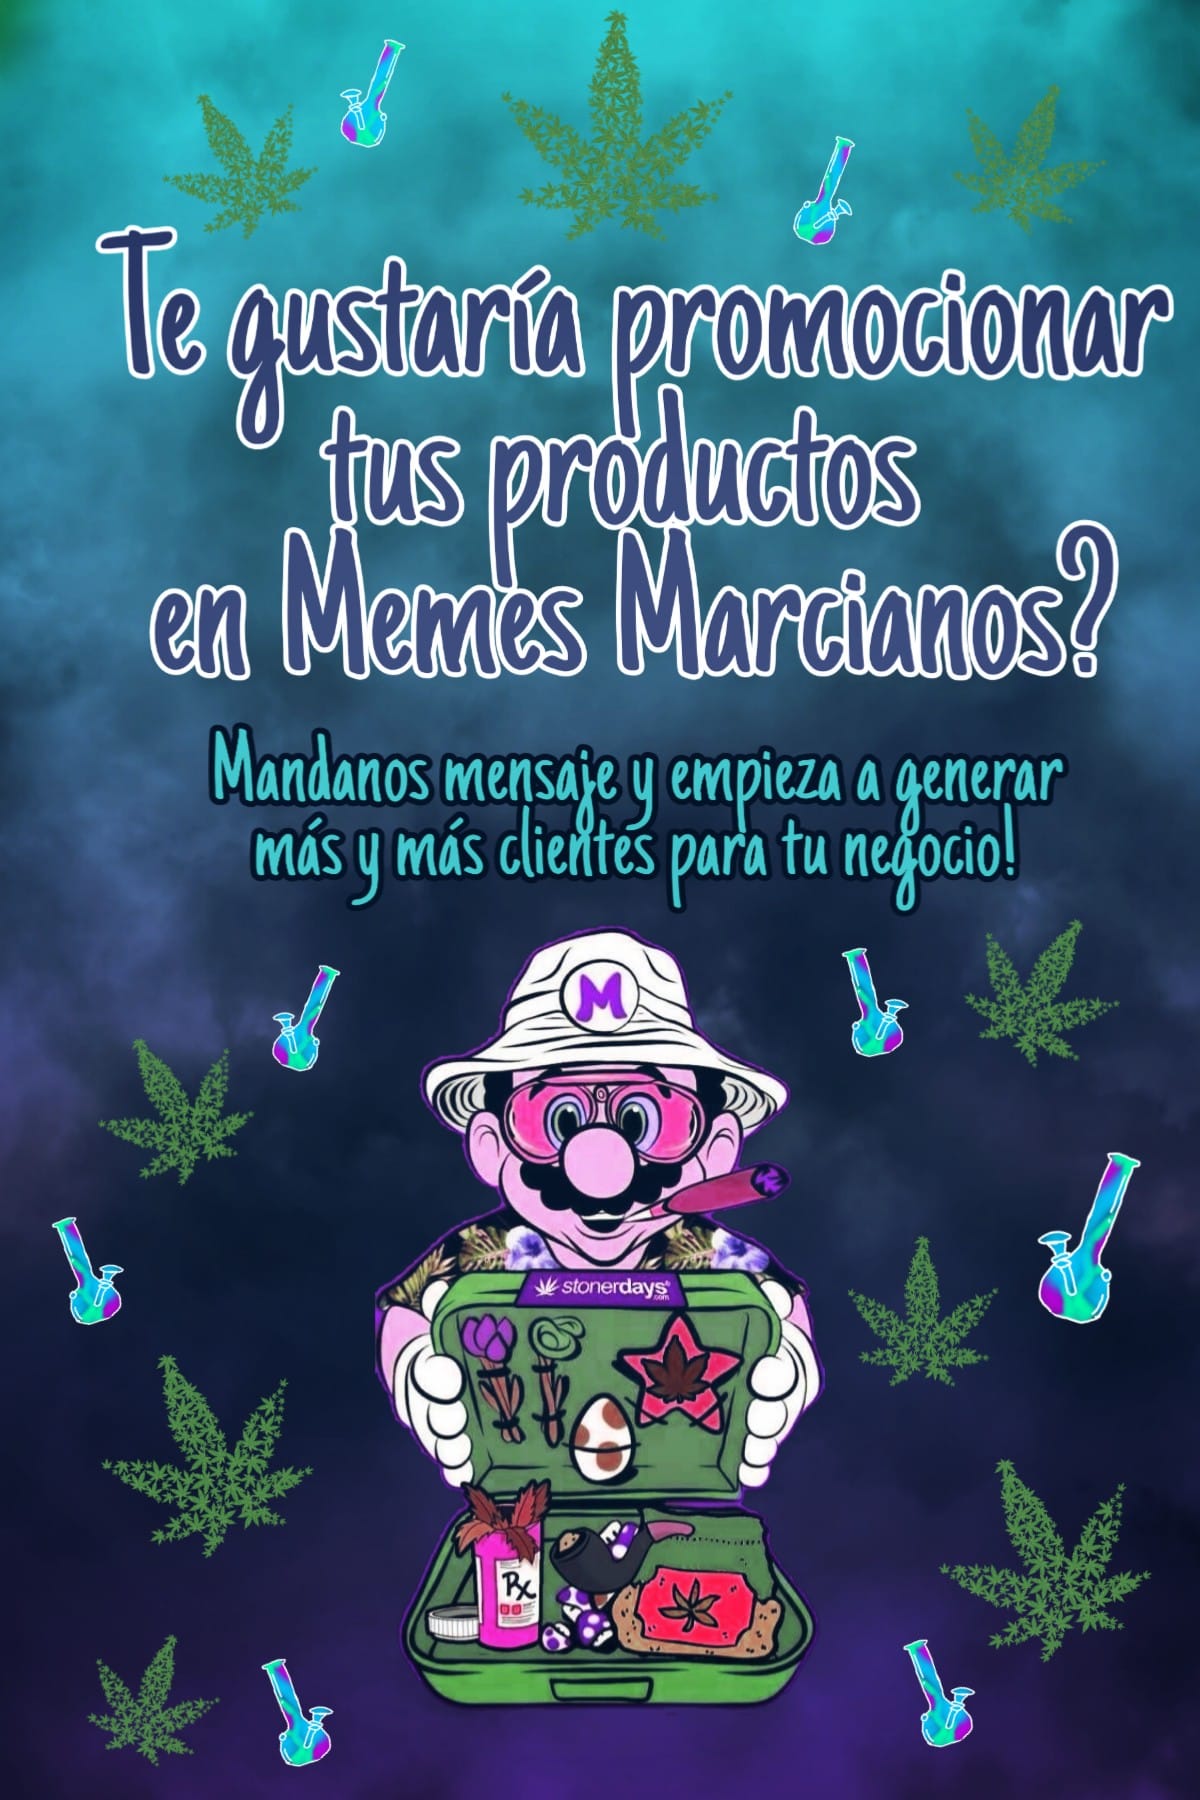 Te gustaría promocionar
tus productos
en Memes Marcianos?
Mandanos mensaje y empieza a generar
más y más clientes para tu negocio!
M
stonerdays
.com
Rx